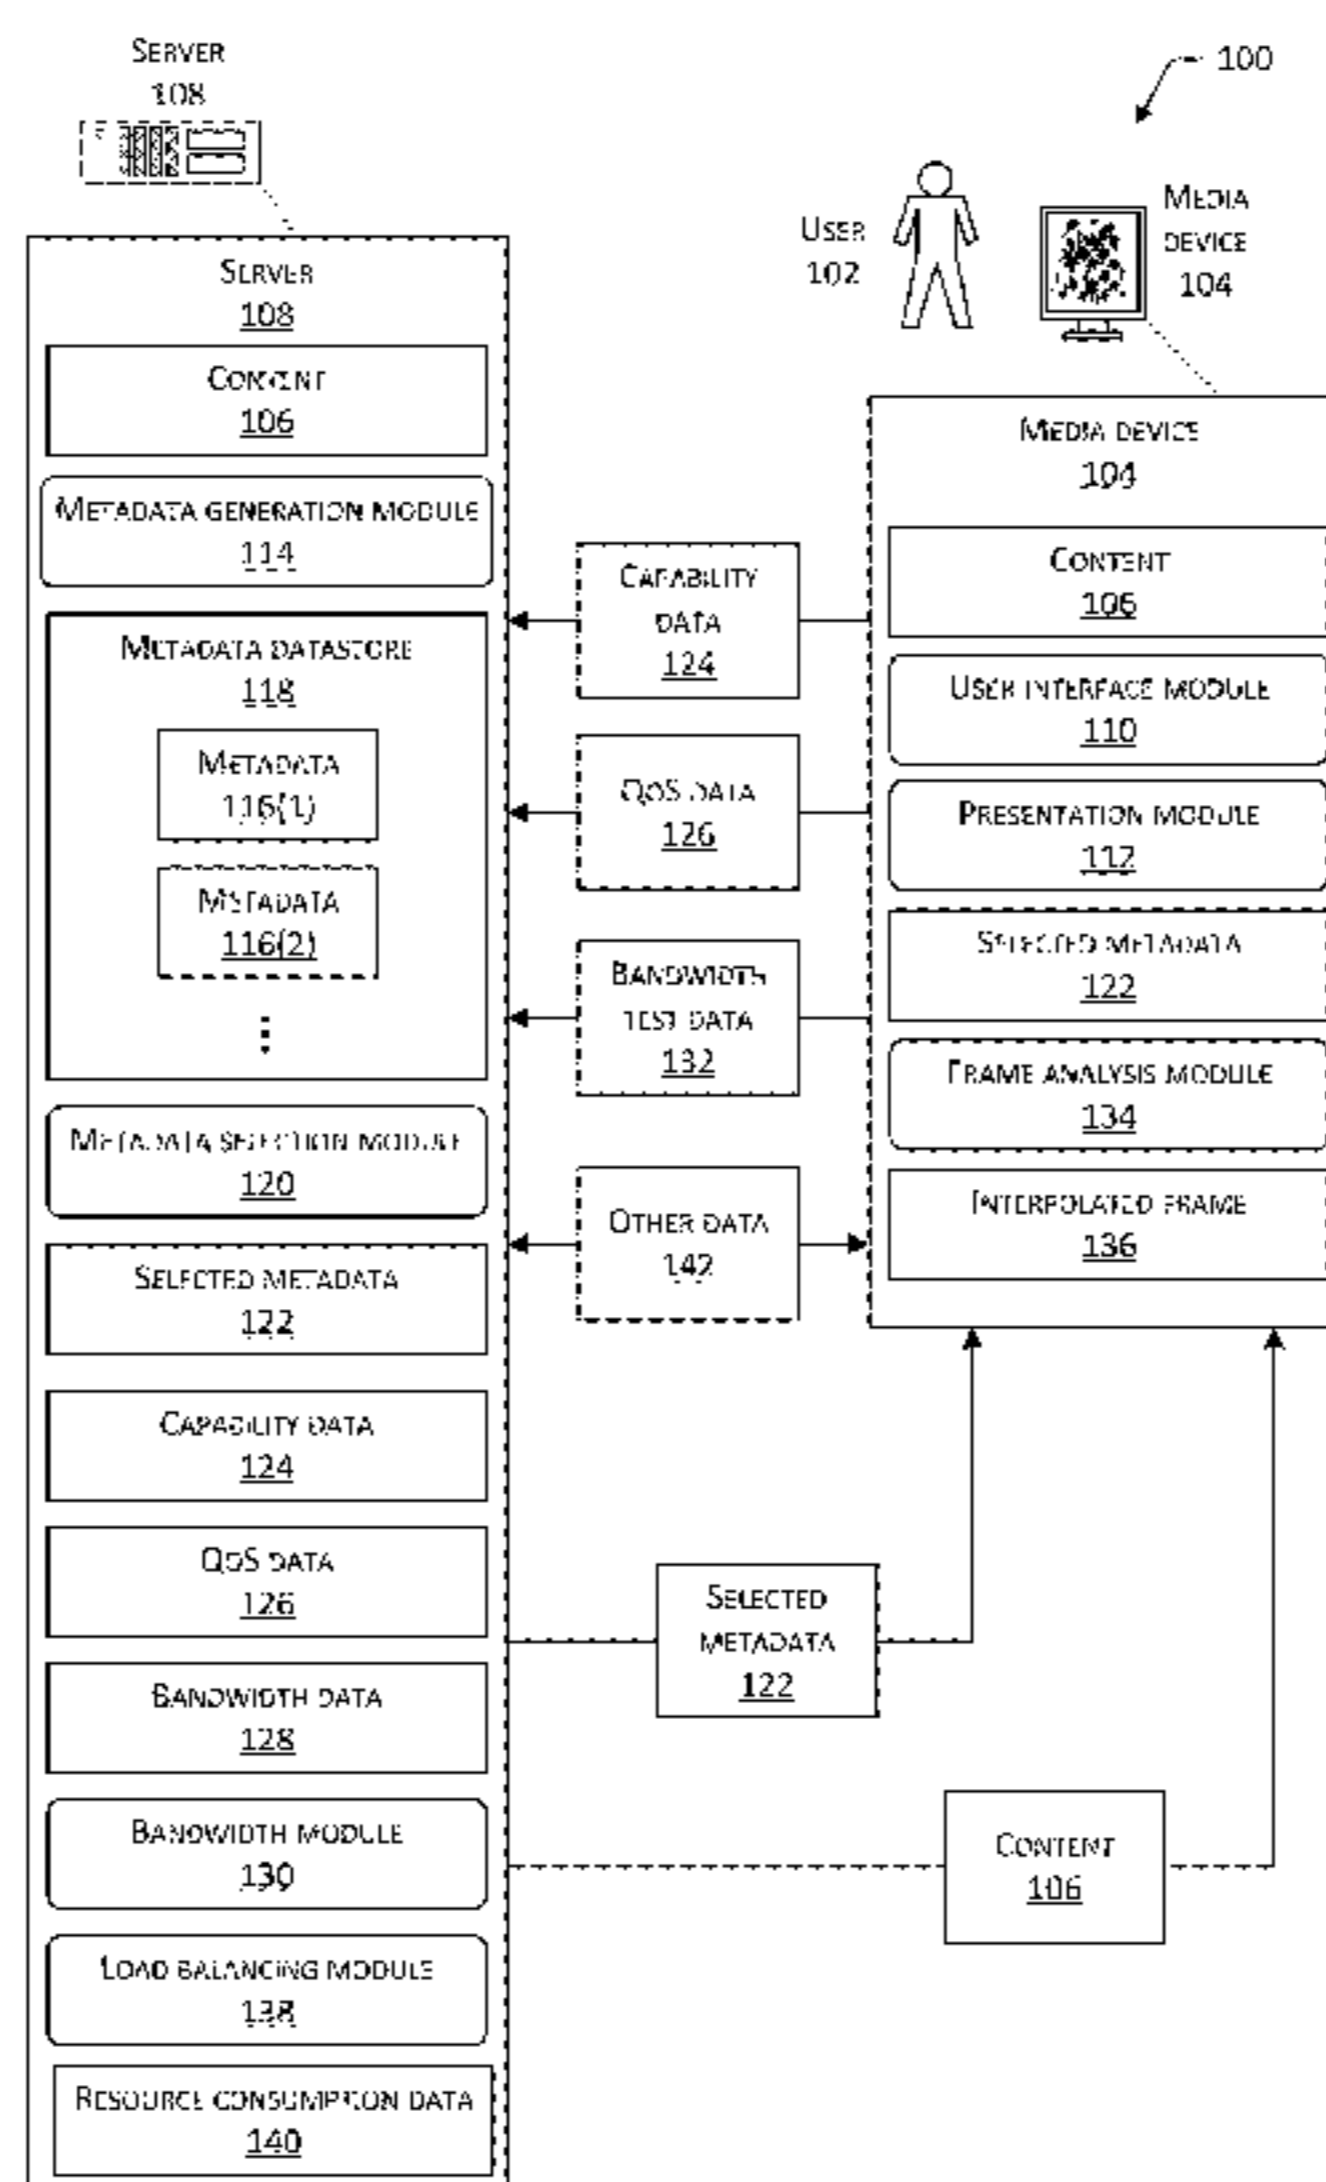 SERVER
108
100
USER
102
MEDIA
DEVICE
104
SERVER
108
CONTENT
106
METADATA GENERATION MODULE
114
METADATA DATASTORE
118
METADATA
116(1)
METADATA
116(2)
⋮
METADATA SELECTION MODULE
120
SELECTED METADATA
122
CAPABILITY DATA
124
QOS DATA
126
BANDWIDTH DATA
128
BANDWIDTH MODULE
130
LOAD BALANCING MODULE
138
RESOURCE CONSUMPTION DATA
140
CAPABILITY
DATA
124
QOS DATA
126
BANDWIDTH
TEST DATA
132
OTHER DATA
142
SELECTED
METADATA
122
CONTENT
106
MEDIA DEVICE
104
CONTENT
106
USER INTERFACE MODULE
110
PRESENTATION MODULE
112
SELECTED METADATA
122
FRAME ANALYSIS MODULE
134
INTERPOLATED FRAME
136